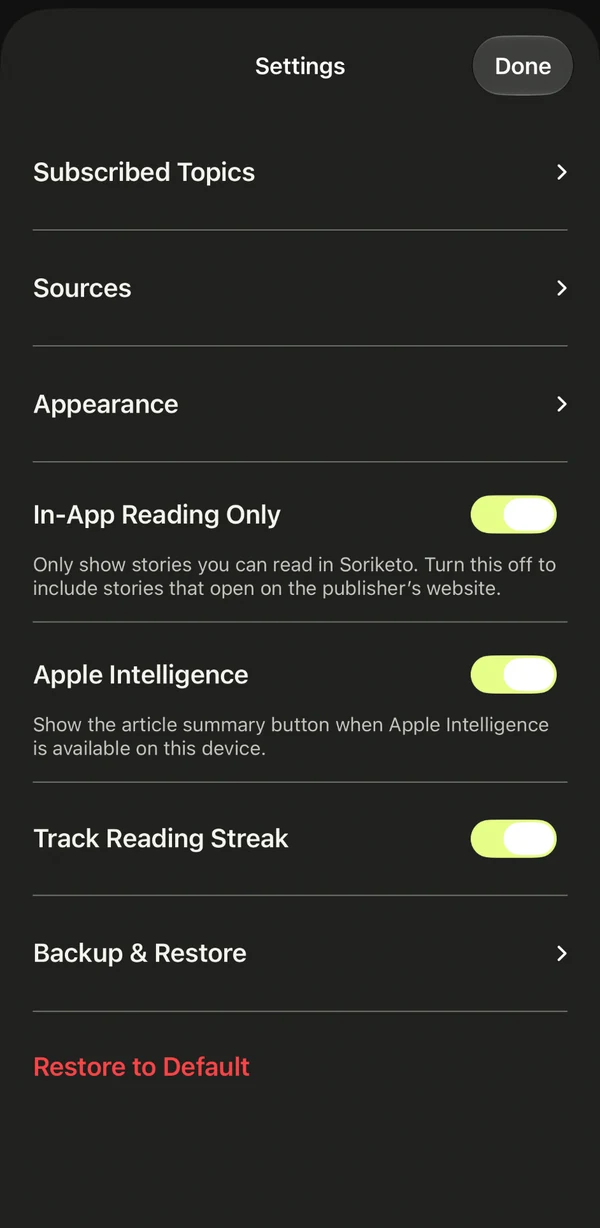 Settings
Done
Subscribed Topics
Sources
Appearance
In-App Reading Only
Only show stories you can read in Soriketo. Turn this off to
include stories that open on the publisher’s website.
Apple Intelligence
Show the article summary button when Apple Intelligence
is available on this device.
Track Reading Streak
Backup & Restore
Restore to Default